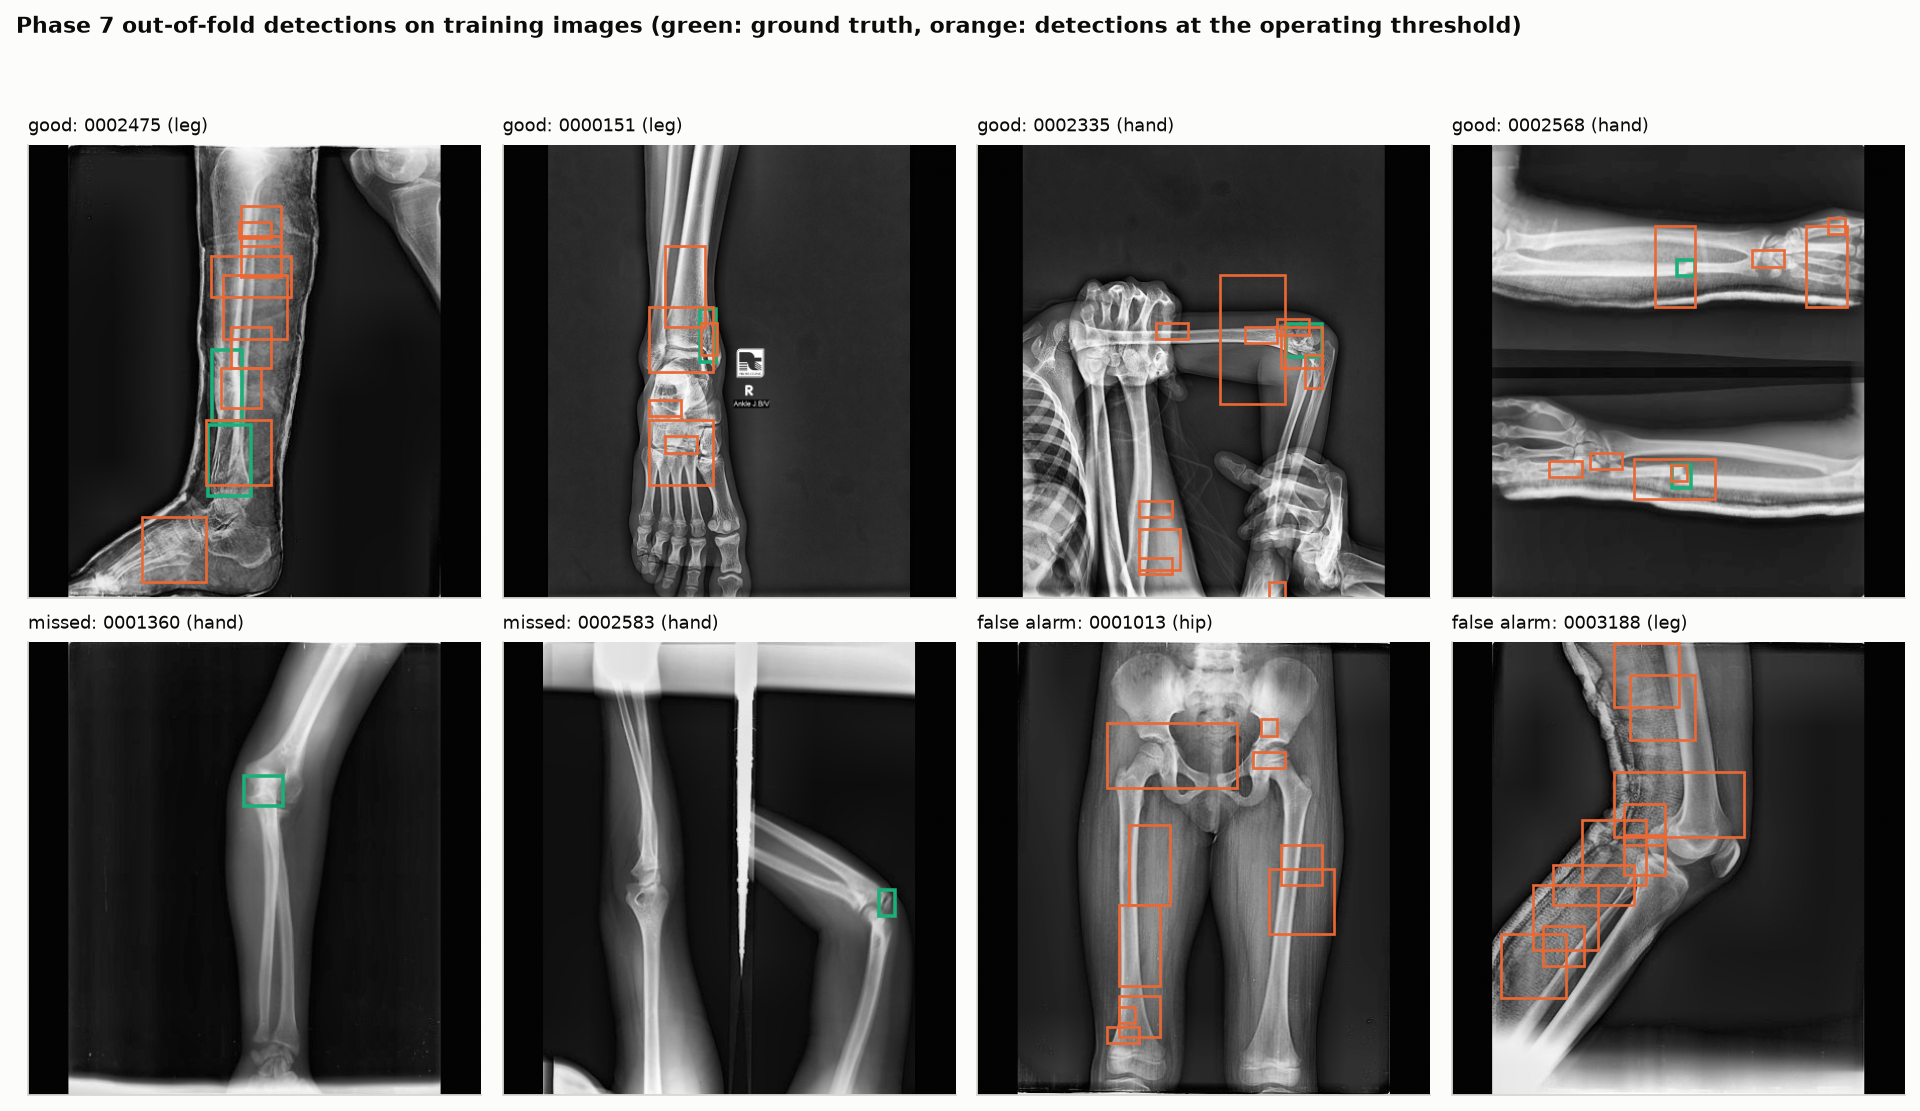 Phase 7 out-of-fold detections on training images (green: ground truth, orange: detections at the operating threshold)
good: 0002475 (leg)
good: 0000151 (leg)
good: 0002335 (hand)
good: 0002568 (hand)
R
Ankle J.B/V
missed: 0001360 (hand)
missed: 0002583 (hand)
false alarm: 0001013 (hip)
false alarm: 0003188 (leg)